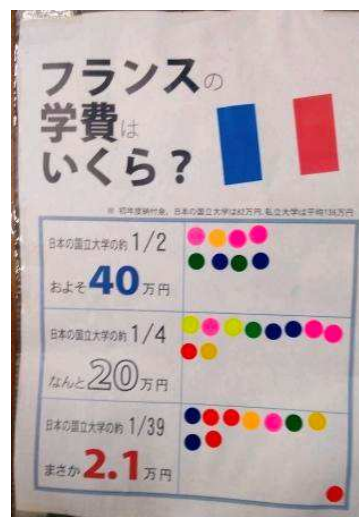 フランスの
学費は
いくら？
※ 初年度納付金。日本の国立大学は82万円、私立大学は平均136万円
日本の国立大学の約 1/2
およそ40万円
日本の国立大学の約 1/4
なんと20万円
日本の国立大学の約 1/39
まさか2.1万円